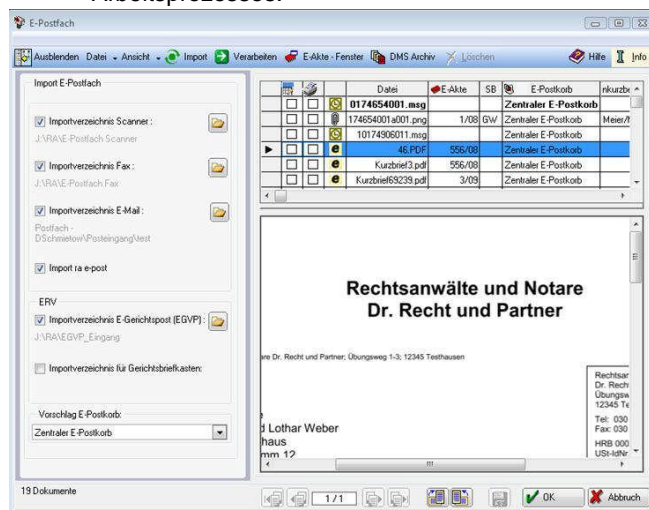 E-Postfach
Ausblenden Datei Ansicht Import Verarbeiten E-Akte - Fenster DMS Archiv Löschen Hilfe Info
Import E-Postfach
Importverzeichnis Scanner :
J:\RA\E-Postfach Scanner
Importverzeichnis Fax :
J:\RA\E-Postfach Fax
Importverzeichnis E-Mail :
Postfach -
DSchmietow\Posteingang\test
Import ra e-post
ERV
Importverzeichnis E-Gerichtspost (EGVP) :
J:\RA\EGVP_Eingang
Importverzeichnis für Gerichtsbriefkasten:
Vorschlag E-Postkorb:
Zentraler E-Postkorb
Datei E-Akte SB E-Postkorb nkurzbe
0174654001.msg Zentraler E-Postkorb
174654001a001.png 1/08 GW Zentraler E-Postkorb Meier/
10174906011.msg Zentraler E-Postkorb
46.PDF 556/08 Zentraler E-Postkorb
Kurzbrief3.pdf 556/08 Zentraler E-Postkorb
Kurzbrief69239.pdf 3/09 Zentraler E-Postkorb
Rechtsanwälte und Notare
Dr. Recht und Partner
Dr. Recht und Partner; Übungsweg 1-3; 12345 Testhausen
d Lothar Weber
haus
mm 12
Rechtsar
Dr. Rech
Übungsw
12345 Te
Tel: 030
Fax: 030
HRB 000
USt-IdNr.
19 Dokumente
1 / 1
OK
Abbruch